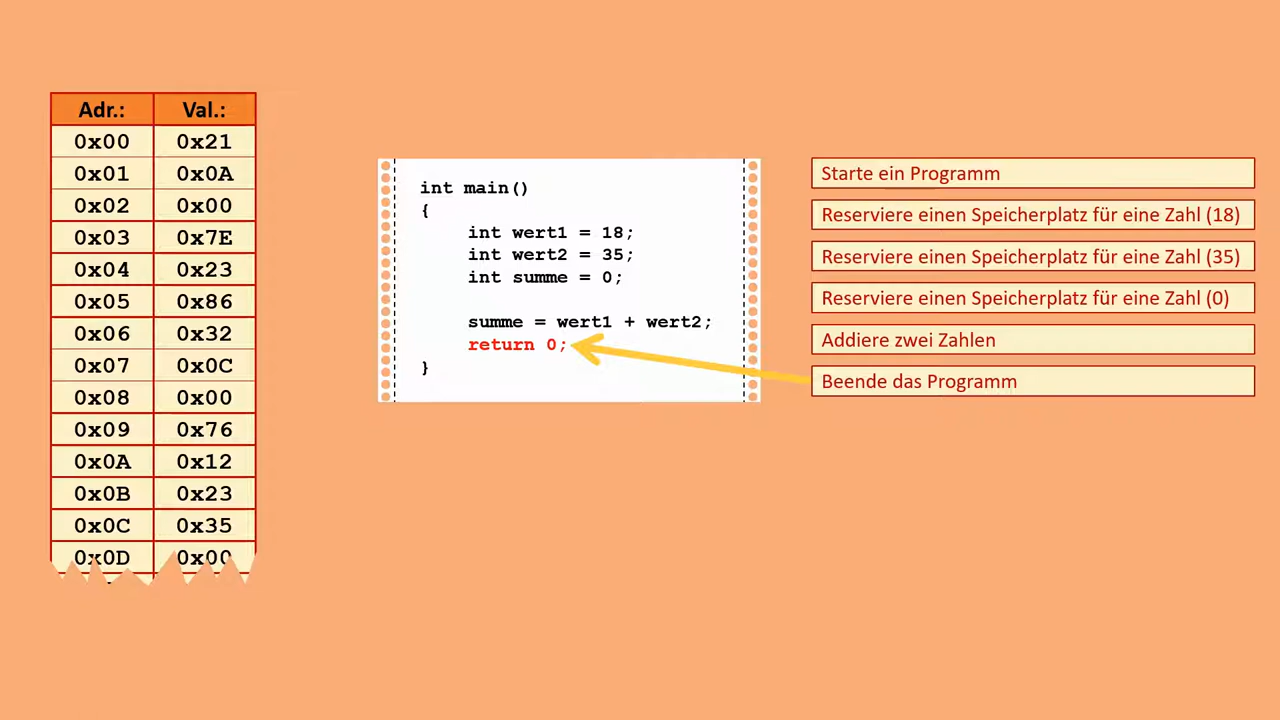 Adr.: Val.:
0x00 0x21
0x01 0x0A
0x02 0x00
0x03 0x7E
0x04 0x23
0x05 0x86
0x06 0x32
0x07 0x0C
0x08 0x00
0x09 0x76
0x0A 0x12
0x0B 0x23
0x0C 0x35
0x0D 0x00
int main()
{
int wert1 = 18;
int wert2 = 35;
int summe = 0;
summe = wert1 + wert2;
return 0;
}
Starte ein Programm
Reserviere einen Speicherplatz für eine Zahl (18)
Reserviere einen Speicherplatz für eine Zahl (35)
Reserviere einen Speicherplatz für eine Zahl (0)
Addiere zwei Zahlen
Beende das Programm